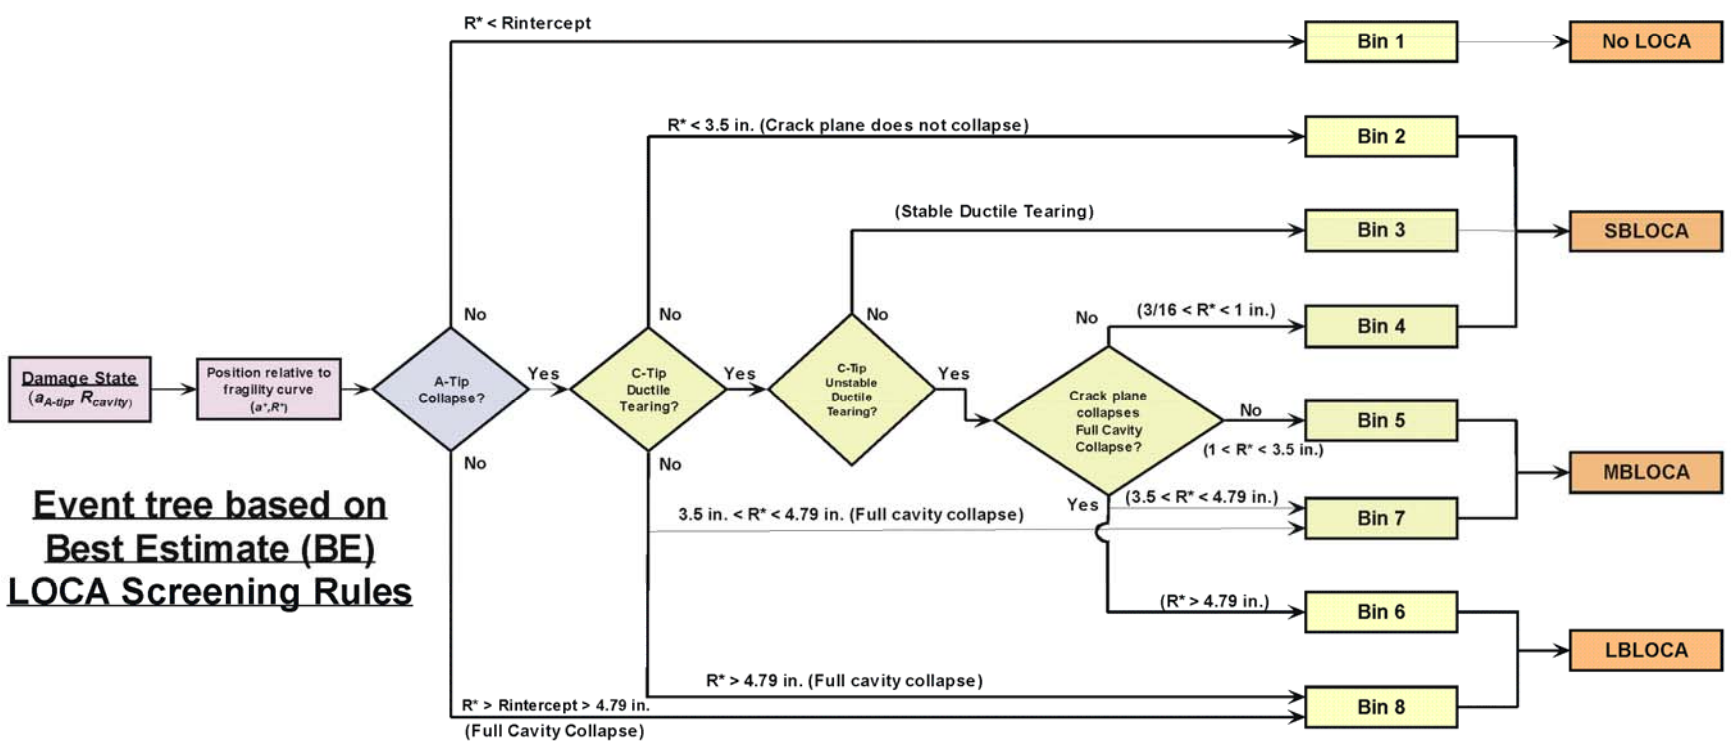 R* < Rintercept
Bin 1
No LOCA
R* < 3.5 in. (Crack plane does not collapse)
Bin 2
(Stable Ductile Tearing)
Bin 3
SBLOCA
No
No
No
No
(3/16 < R* < 1 in.)
Bin 4
Damage State
(aA-tip, Rcavity)
Position relative to
fragility curve
(a*,R*)
A-Tip
Collapse?
Yes
C-Tip
Ductile
Tearing?
Yes
C-Tip
Unstable
Ductile
Tearing?
Yes
Crack plane
collapses
Full Cavity
Collapse?
No
(1 < R* < 3.5 in.)
Bin 5
MBLOCA
No
No
Yes
(3.5 < R* < 4.79 in.)
3.5 in. < R* < 4.79 in. (Full cavity collapse)
Bin 7
Event tree based on
Best Estimate (BE)
LOCA Screening Rules
(R* > 4.79 in.)
Bin 6
LBLOCA
R* > 4.79 in. (Full cavity collapse)
R* > Rintercept > 4.79 in.
(Full Cavity Collapse)
Bin 8